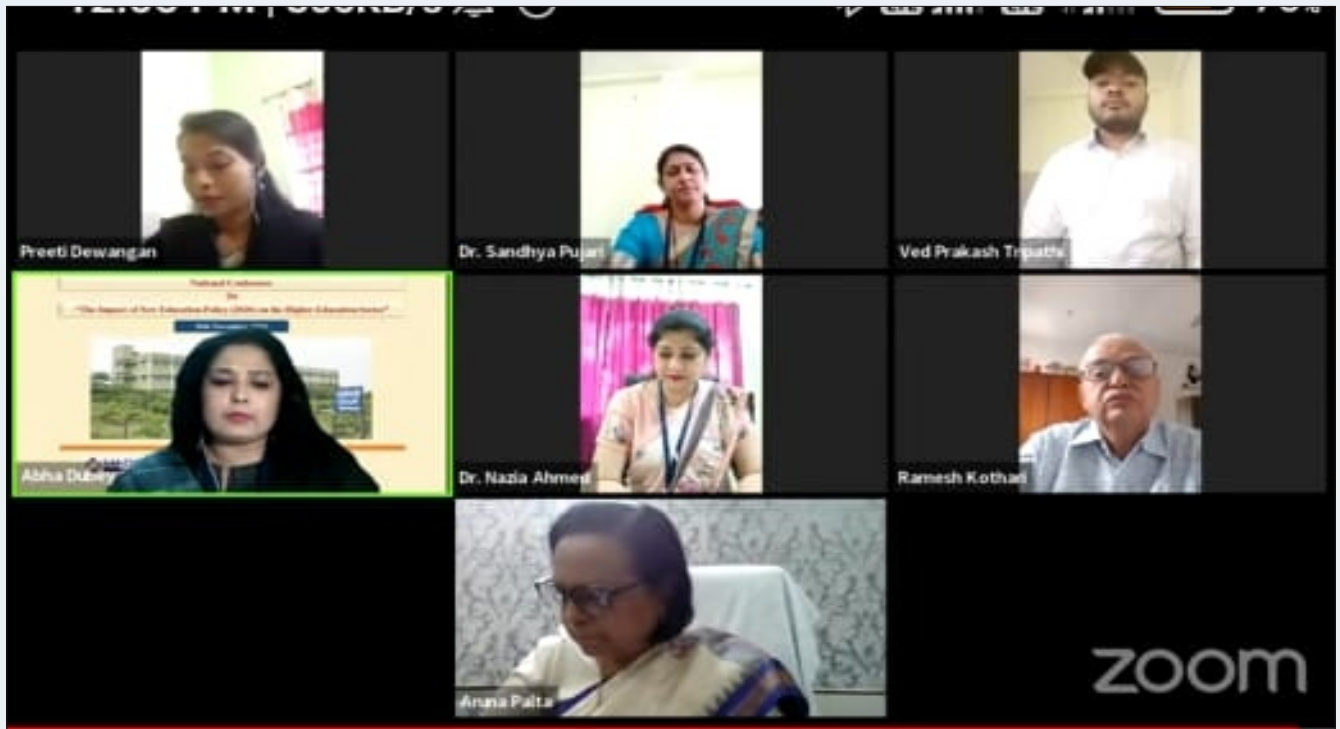 Preeti Dewangan
Dr. Sandhya Pujari
Ved Prakash Tripathi
National Conference
"The Impact of New Education Policy (2020) on the Higher Education Sector"
Abha Dubey
Dr. Nazia Ahmed
Ramesh Kothari
Aruna Palta
zoom